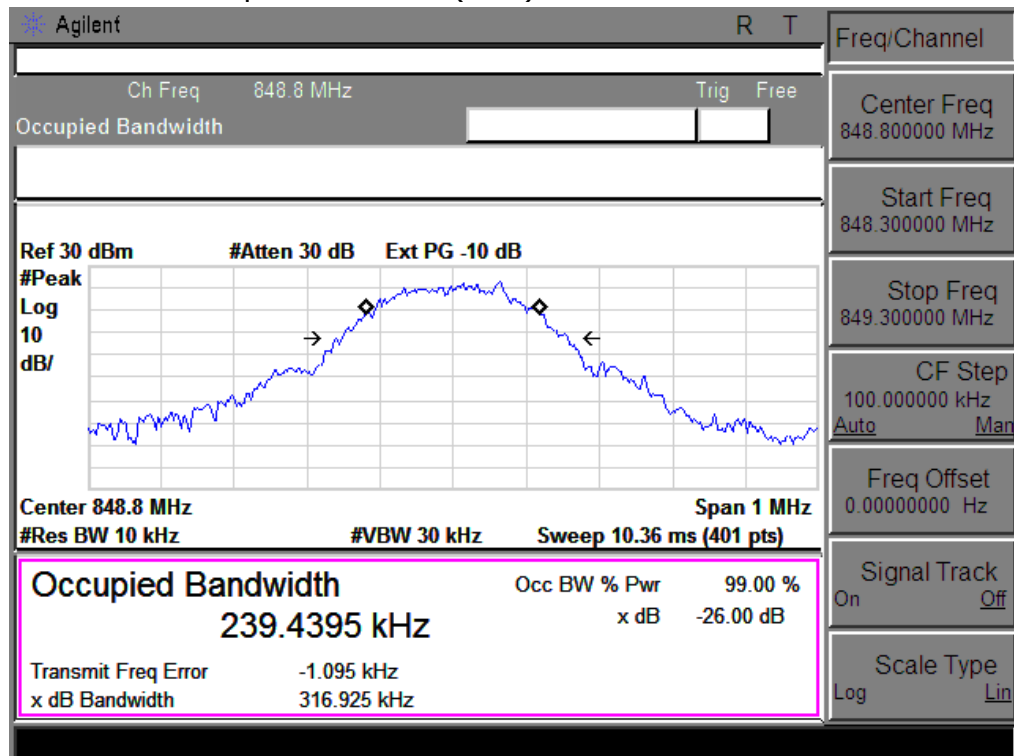 Agilent R T
Freq/Channel
Ch Freq 848.8 MHz Trig Free
Occupied Bandwidth
Center Freq
848.800000 MHz
Start Freq
848.300000 MHz
Ref 30 dBm #Atten 30 dB Ext PG -10 dB
#Peak
Log
10
dB/
Stop Freq
849.300000 MHz
CF Step
100.000000 kHz
Auto Man
Freq Offset
0.00000000 Hz
Center 848.8 MHz Span 1 MHz
#Res BW 10 kHz #VBW 30 kHz Sweep 10.36 ms (401 pts)
Occupied Bandwidth Occ BW % Pwr 99.00 %
239.4395 kHz x dB -26.00 dB
Transmit Freq Error -1.095 kHz
x dB Bandwidth 316.925 kHz
Signal Track
On Off
Scale Type
Log Lin